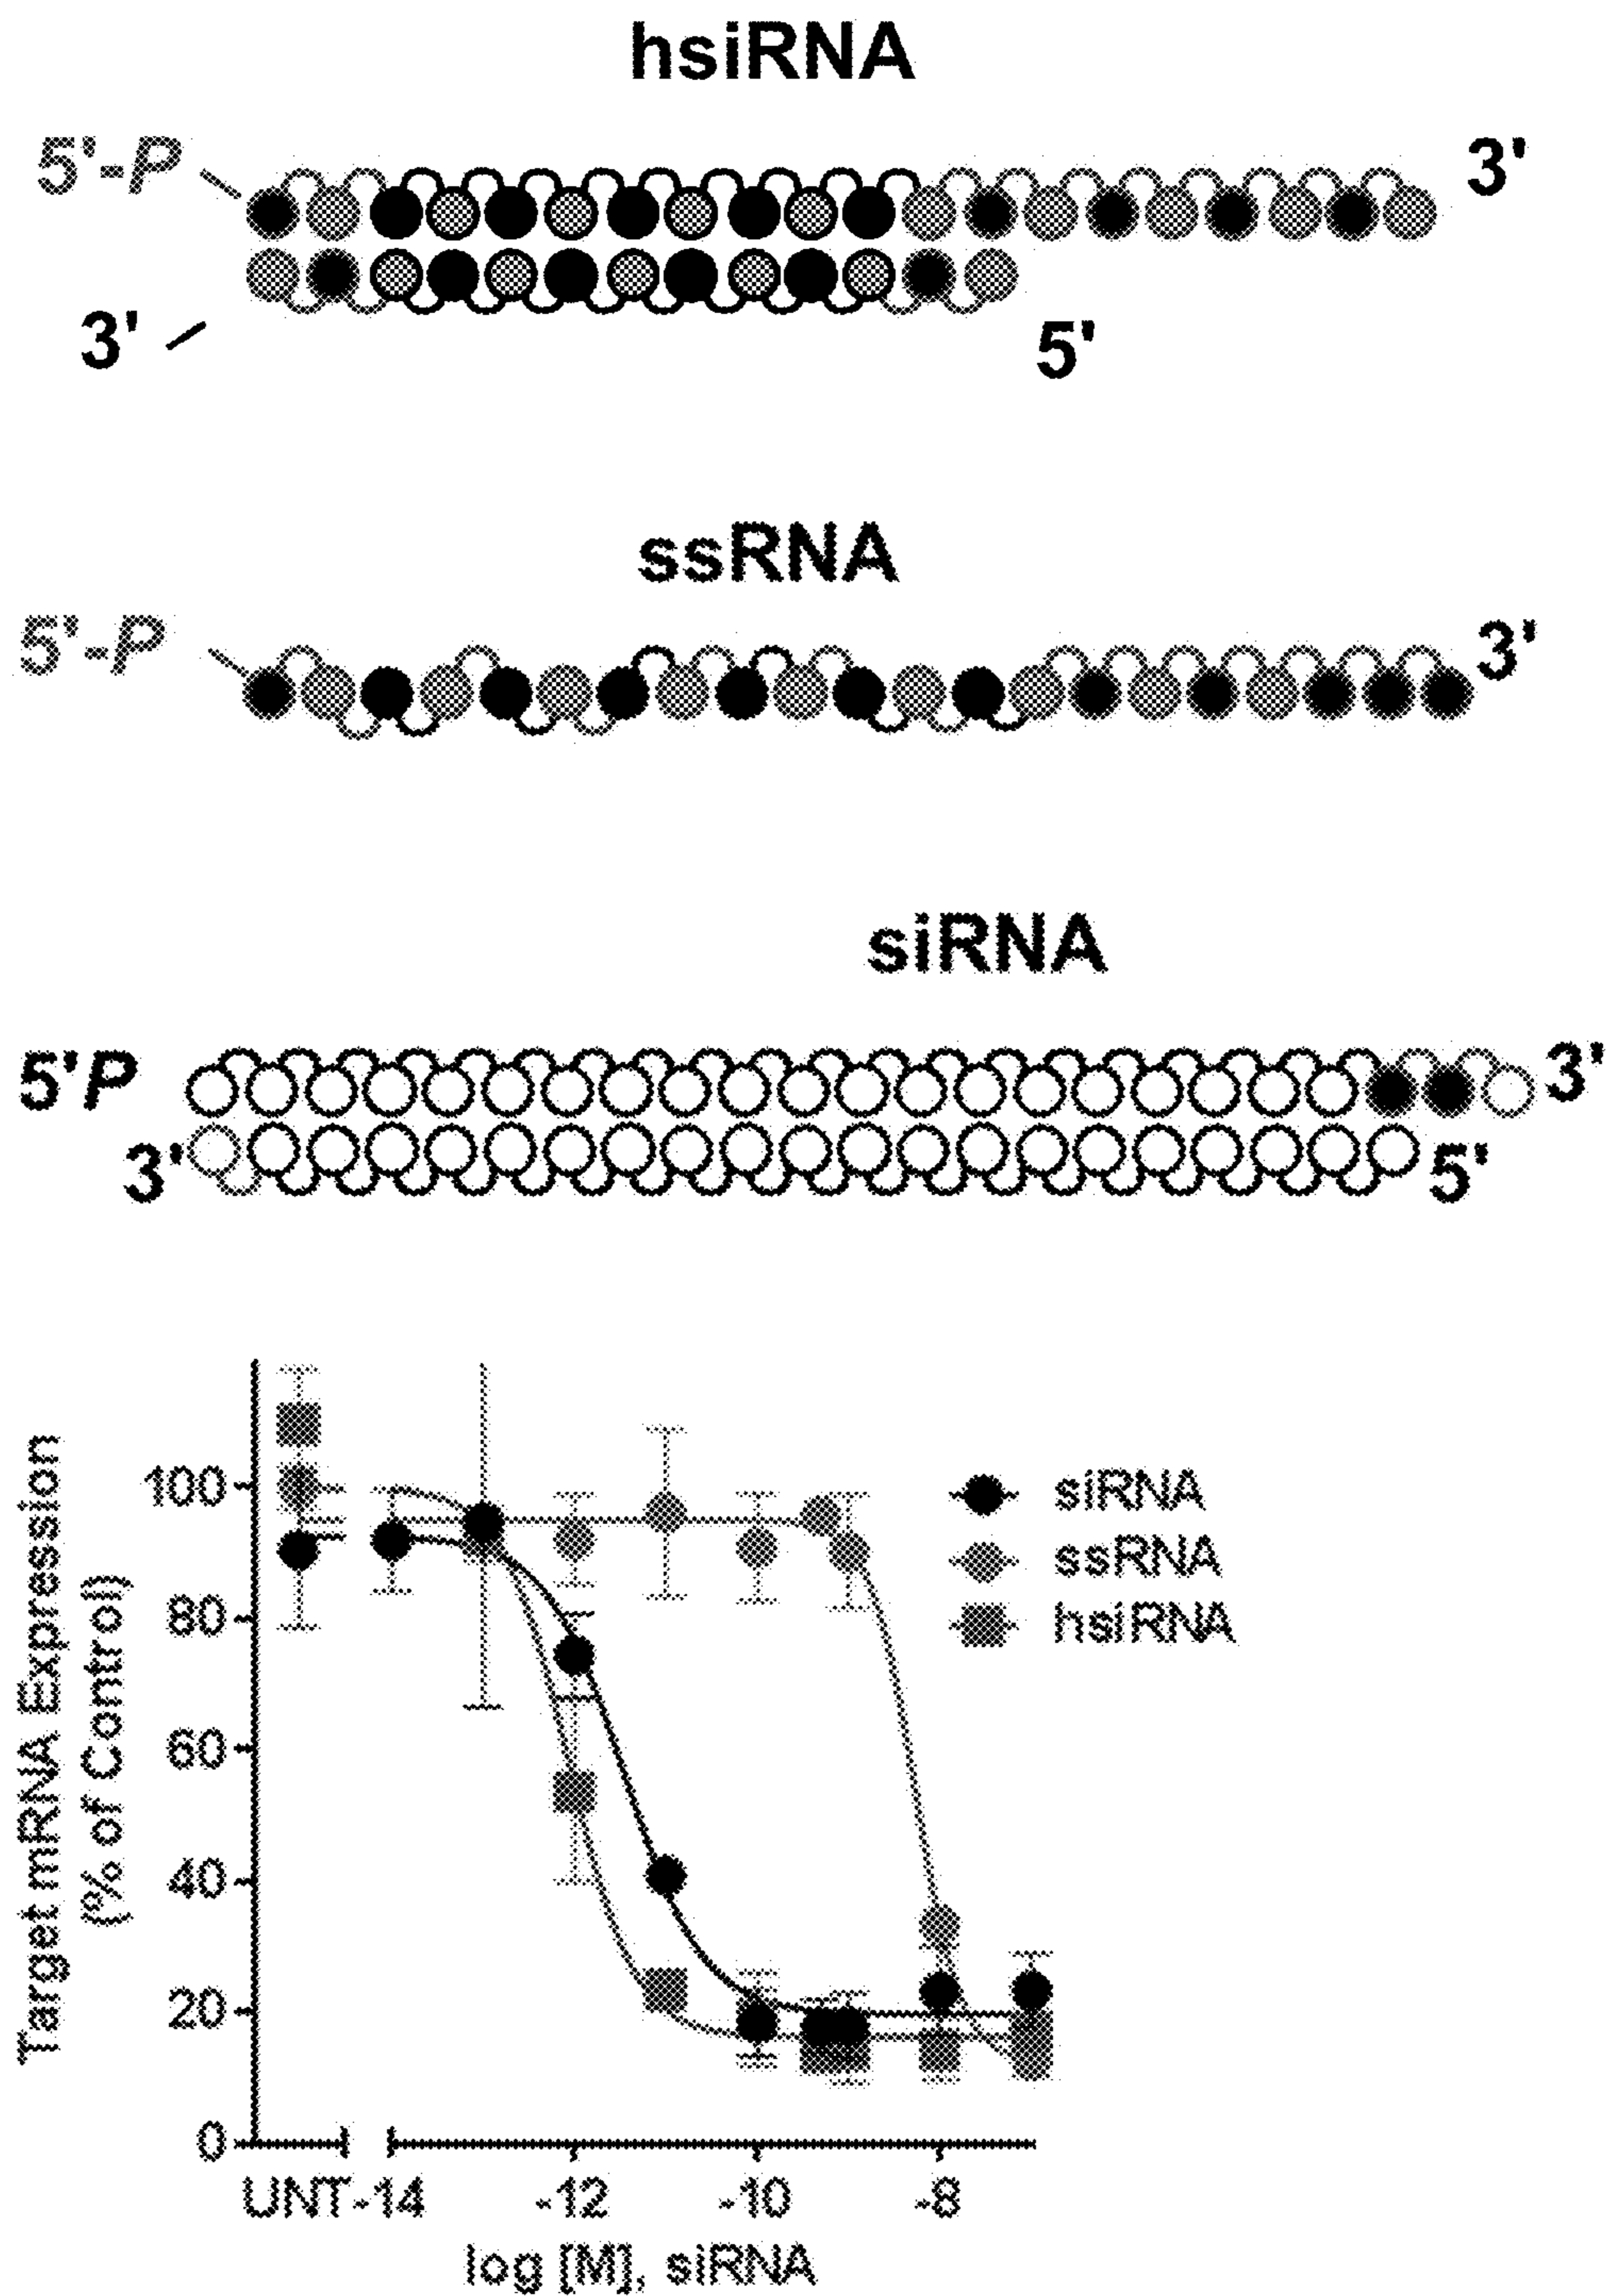 hsiRNA
5'-P
3'
3'
5'
ssRNA
5'-P
3'
siRNA
5'P
3'
3'
5'
Target mRNA Expression
(% of Control)
100
80
60
40
20
0
siRNA
ssRNA
hsiRNA
UNT -14 -12 -10 -8
log [M], siRNA